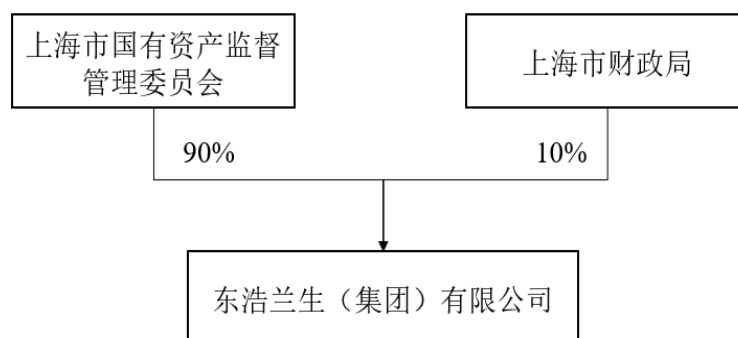 上海市国有资产监督
管理委员会
上海市财政局
90%
10%
东浩兰生（集团）有限公司